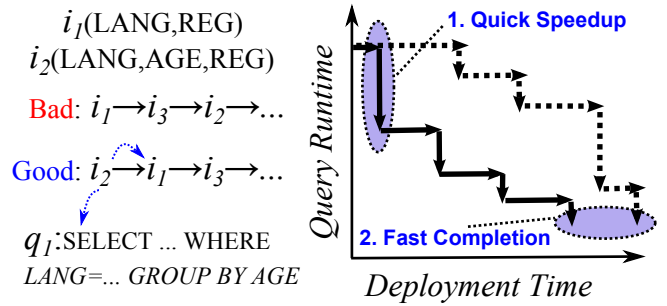 i₁(LANG,REG)
i₂(LANG,AGE,REG)
Bad: i₁→i₃→i₂→...
Good: i₂→i₁→i₃→...
q₁:SELECT ... WHERE
LANG=... GROUP BY AGE
1. Quick Speedup
Query Runtime
2. Fast Completion
Deployment Time